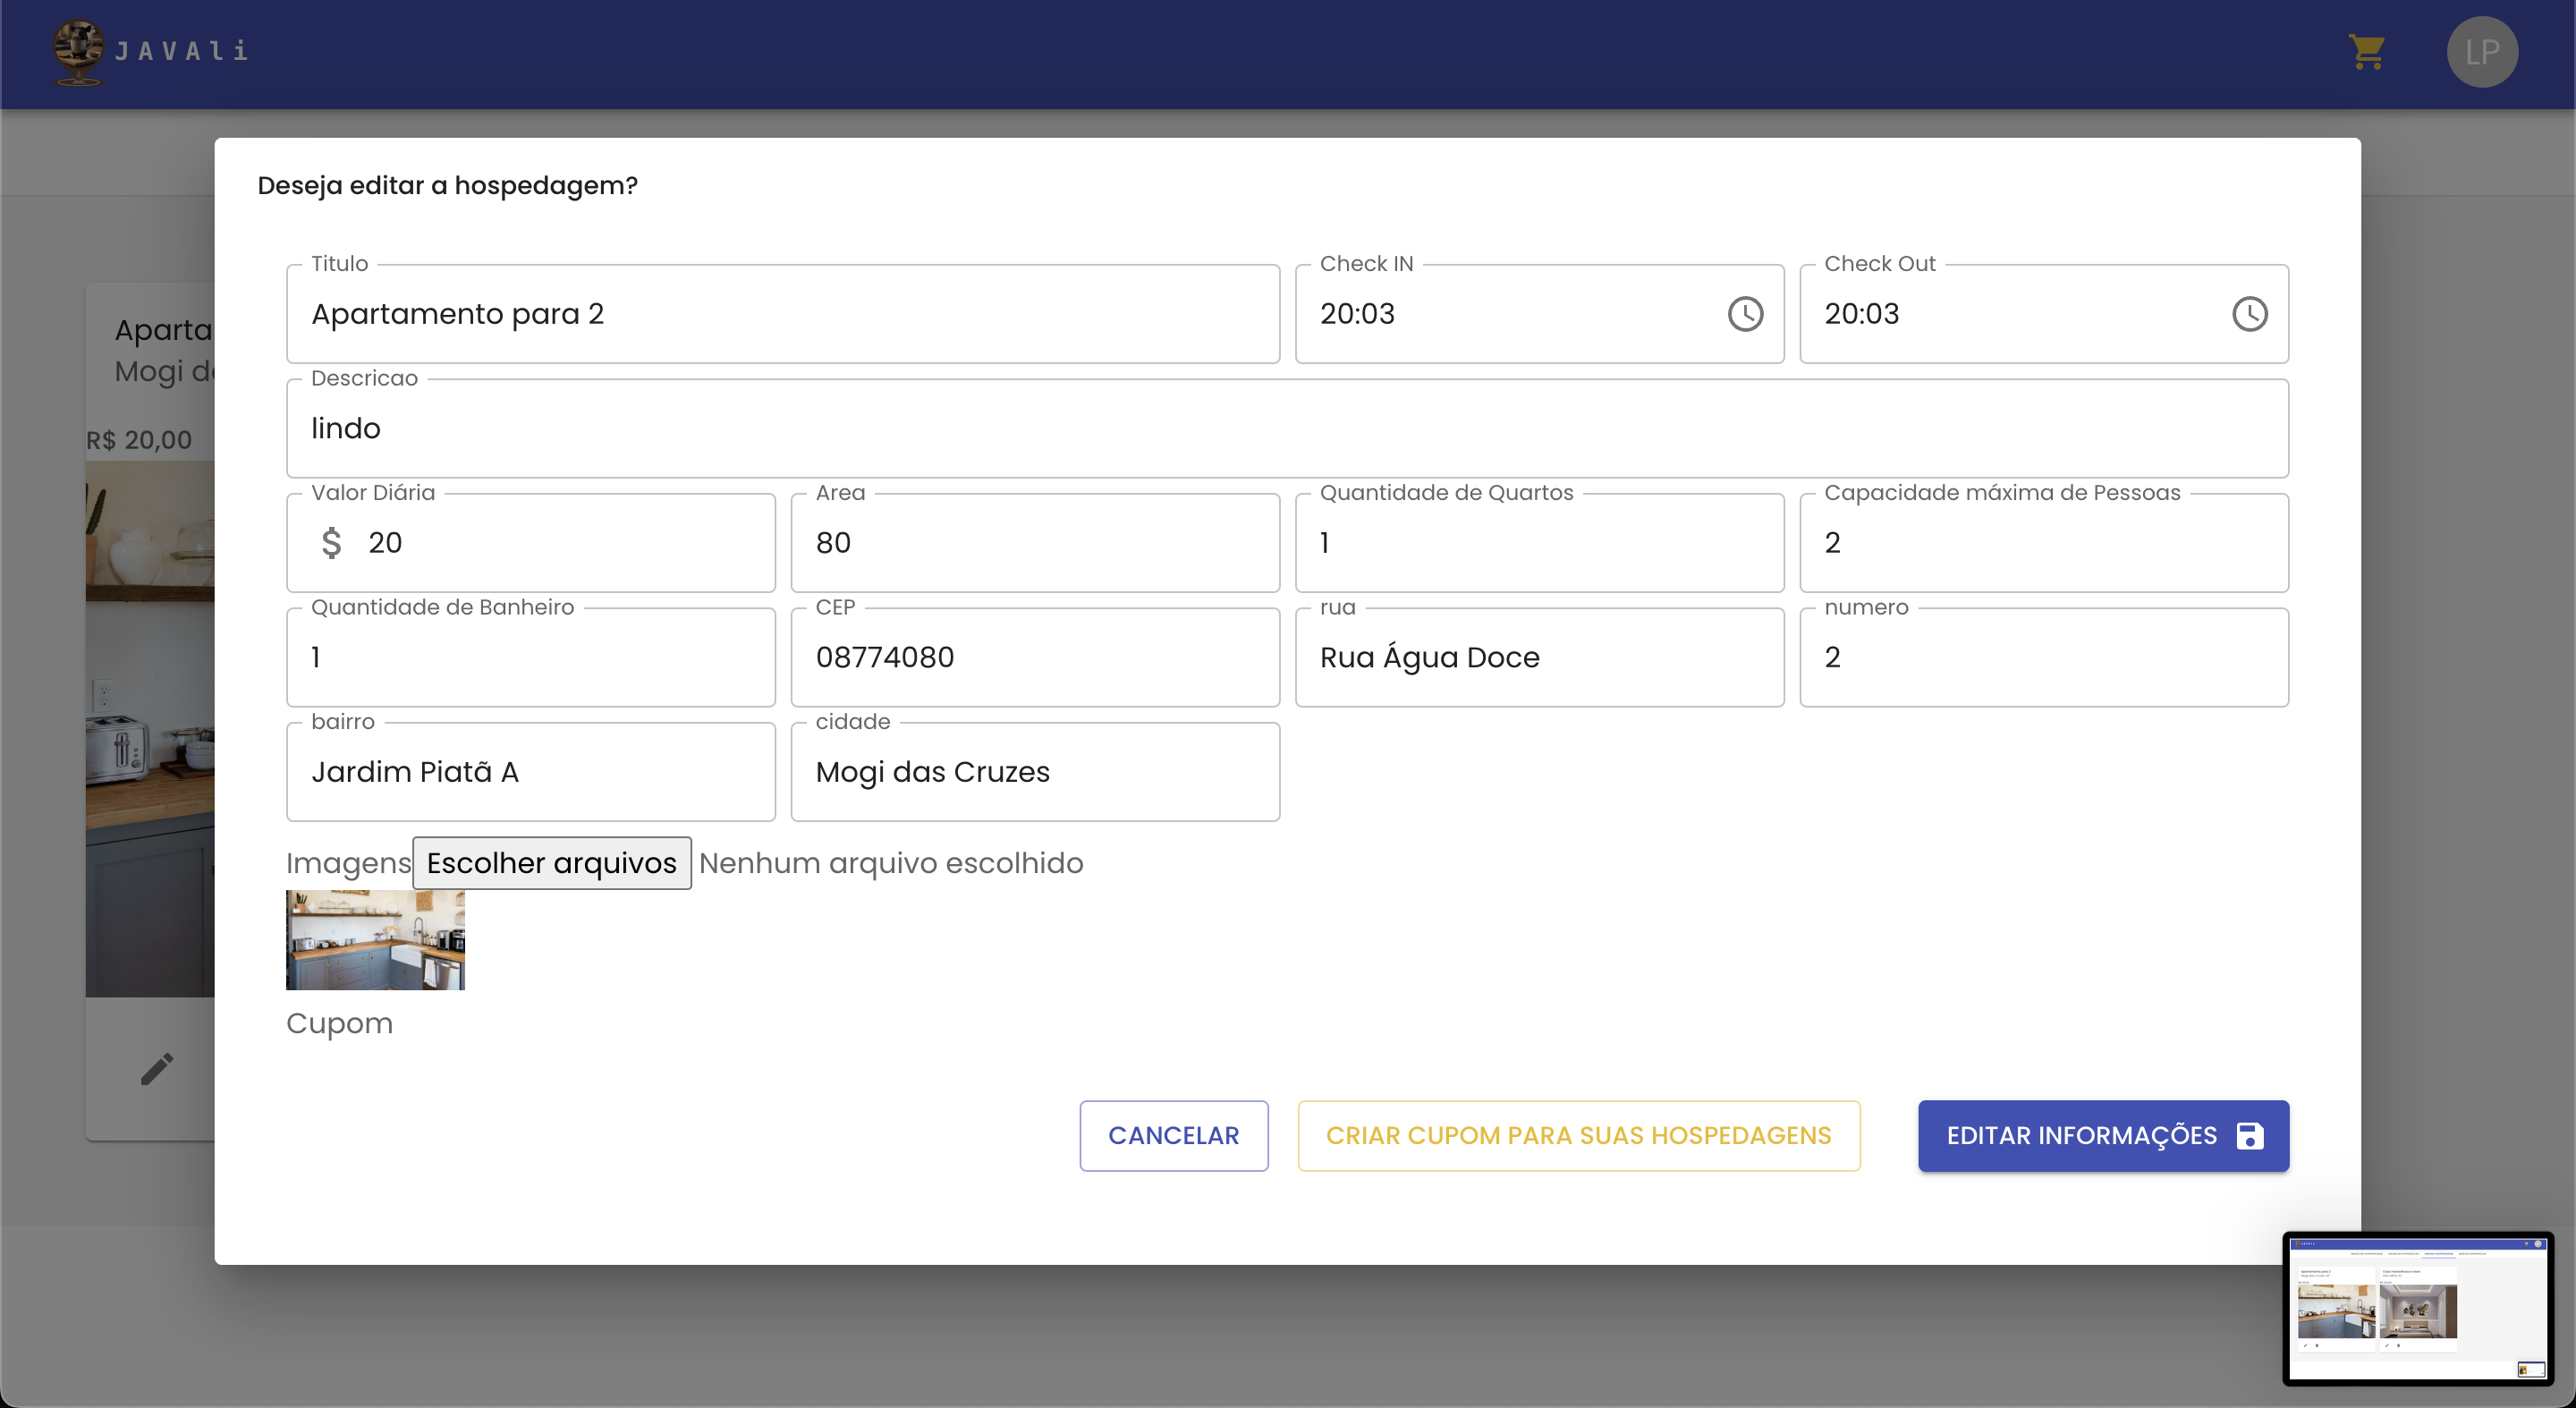 JAVAli
LP
Deseja editar a hospedagem?
Titulo
Apartamento para 2
Check IN
20:03
Check Out
20:03
Aparta
Mogi d
Descricao
lindo
R$ 20,00
Valor Diária
$ 20
Area
80
Quantidade de Quartos
1
Capacidade máxima de Pessoas
2
Quantidade de Banheiro
1
CEP
08774080
rua
Rua Água Doce
numero
2
bairro
Jardim Piatã A
cidade
Mogi das Cruzes
Imagens Escolher arquivos Nenhum arquivo escolhido
Cupom
CANCELAR
CRIAR CUPOM PARA SUAS HOSPEDAGENS
EDITAR INFORMAÇÕES